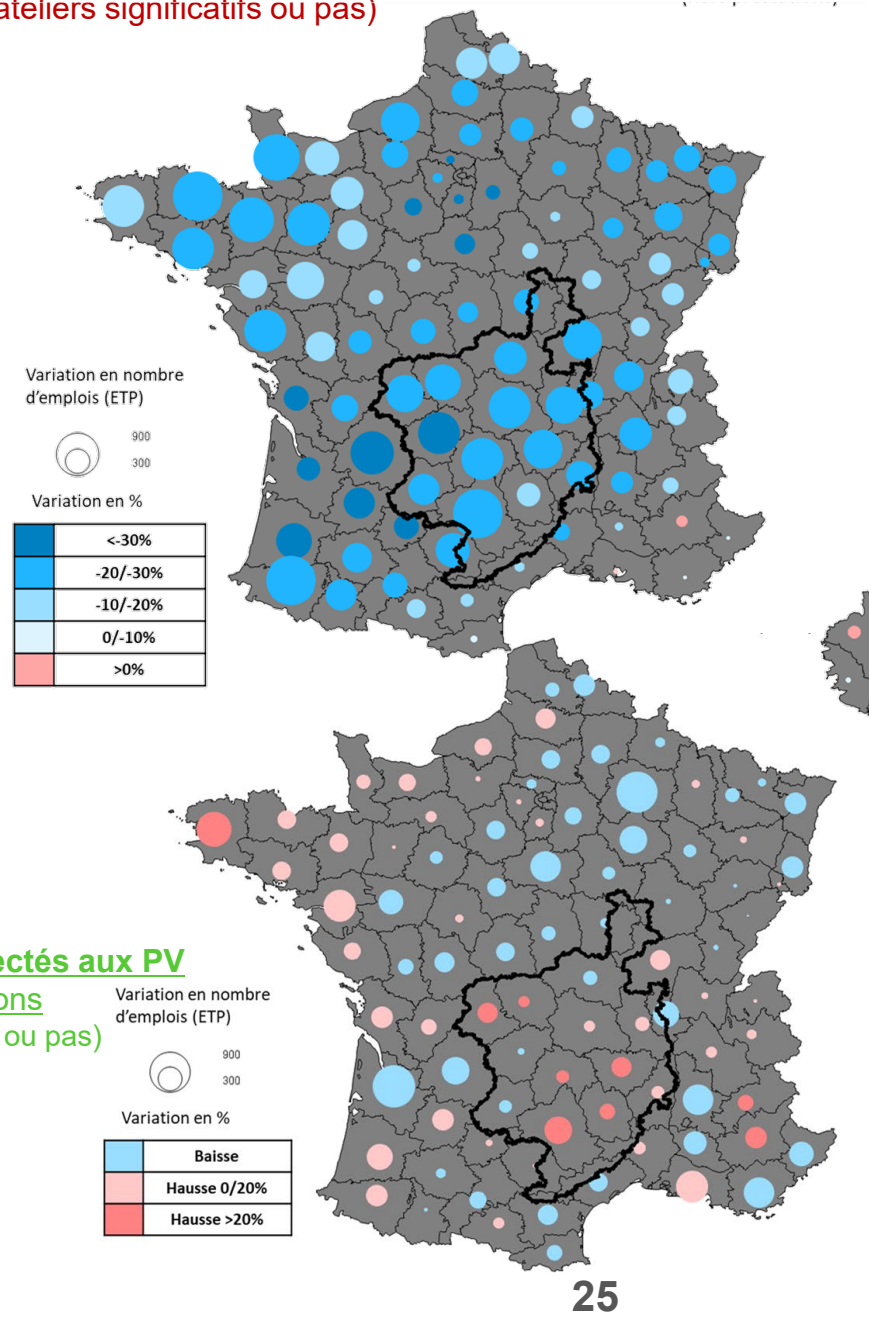 ateliers significatifs ou pas)
Variation en nombre
d'emplois (ETP)
900
300
Variation en %
<-30%
-20/-30%
-10/-20%
0/-10%
>0%
ectés aux PV
ons
ou pas)
Variation en nombre
d'emplois (ETP)
900
300
Variation en %
Baisse
Hausse 0/20%
Hausse >20%
25